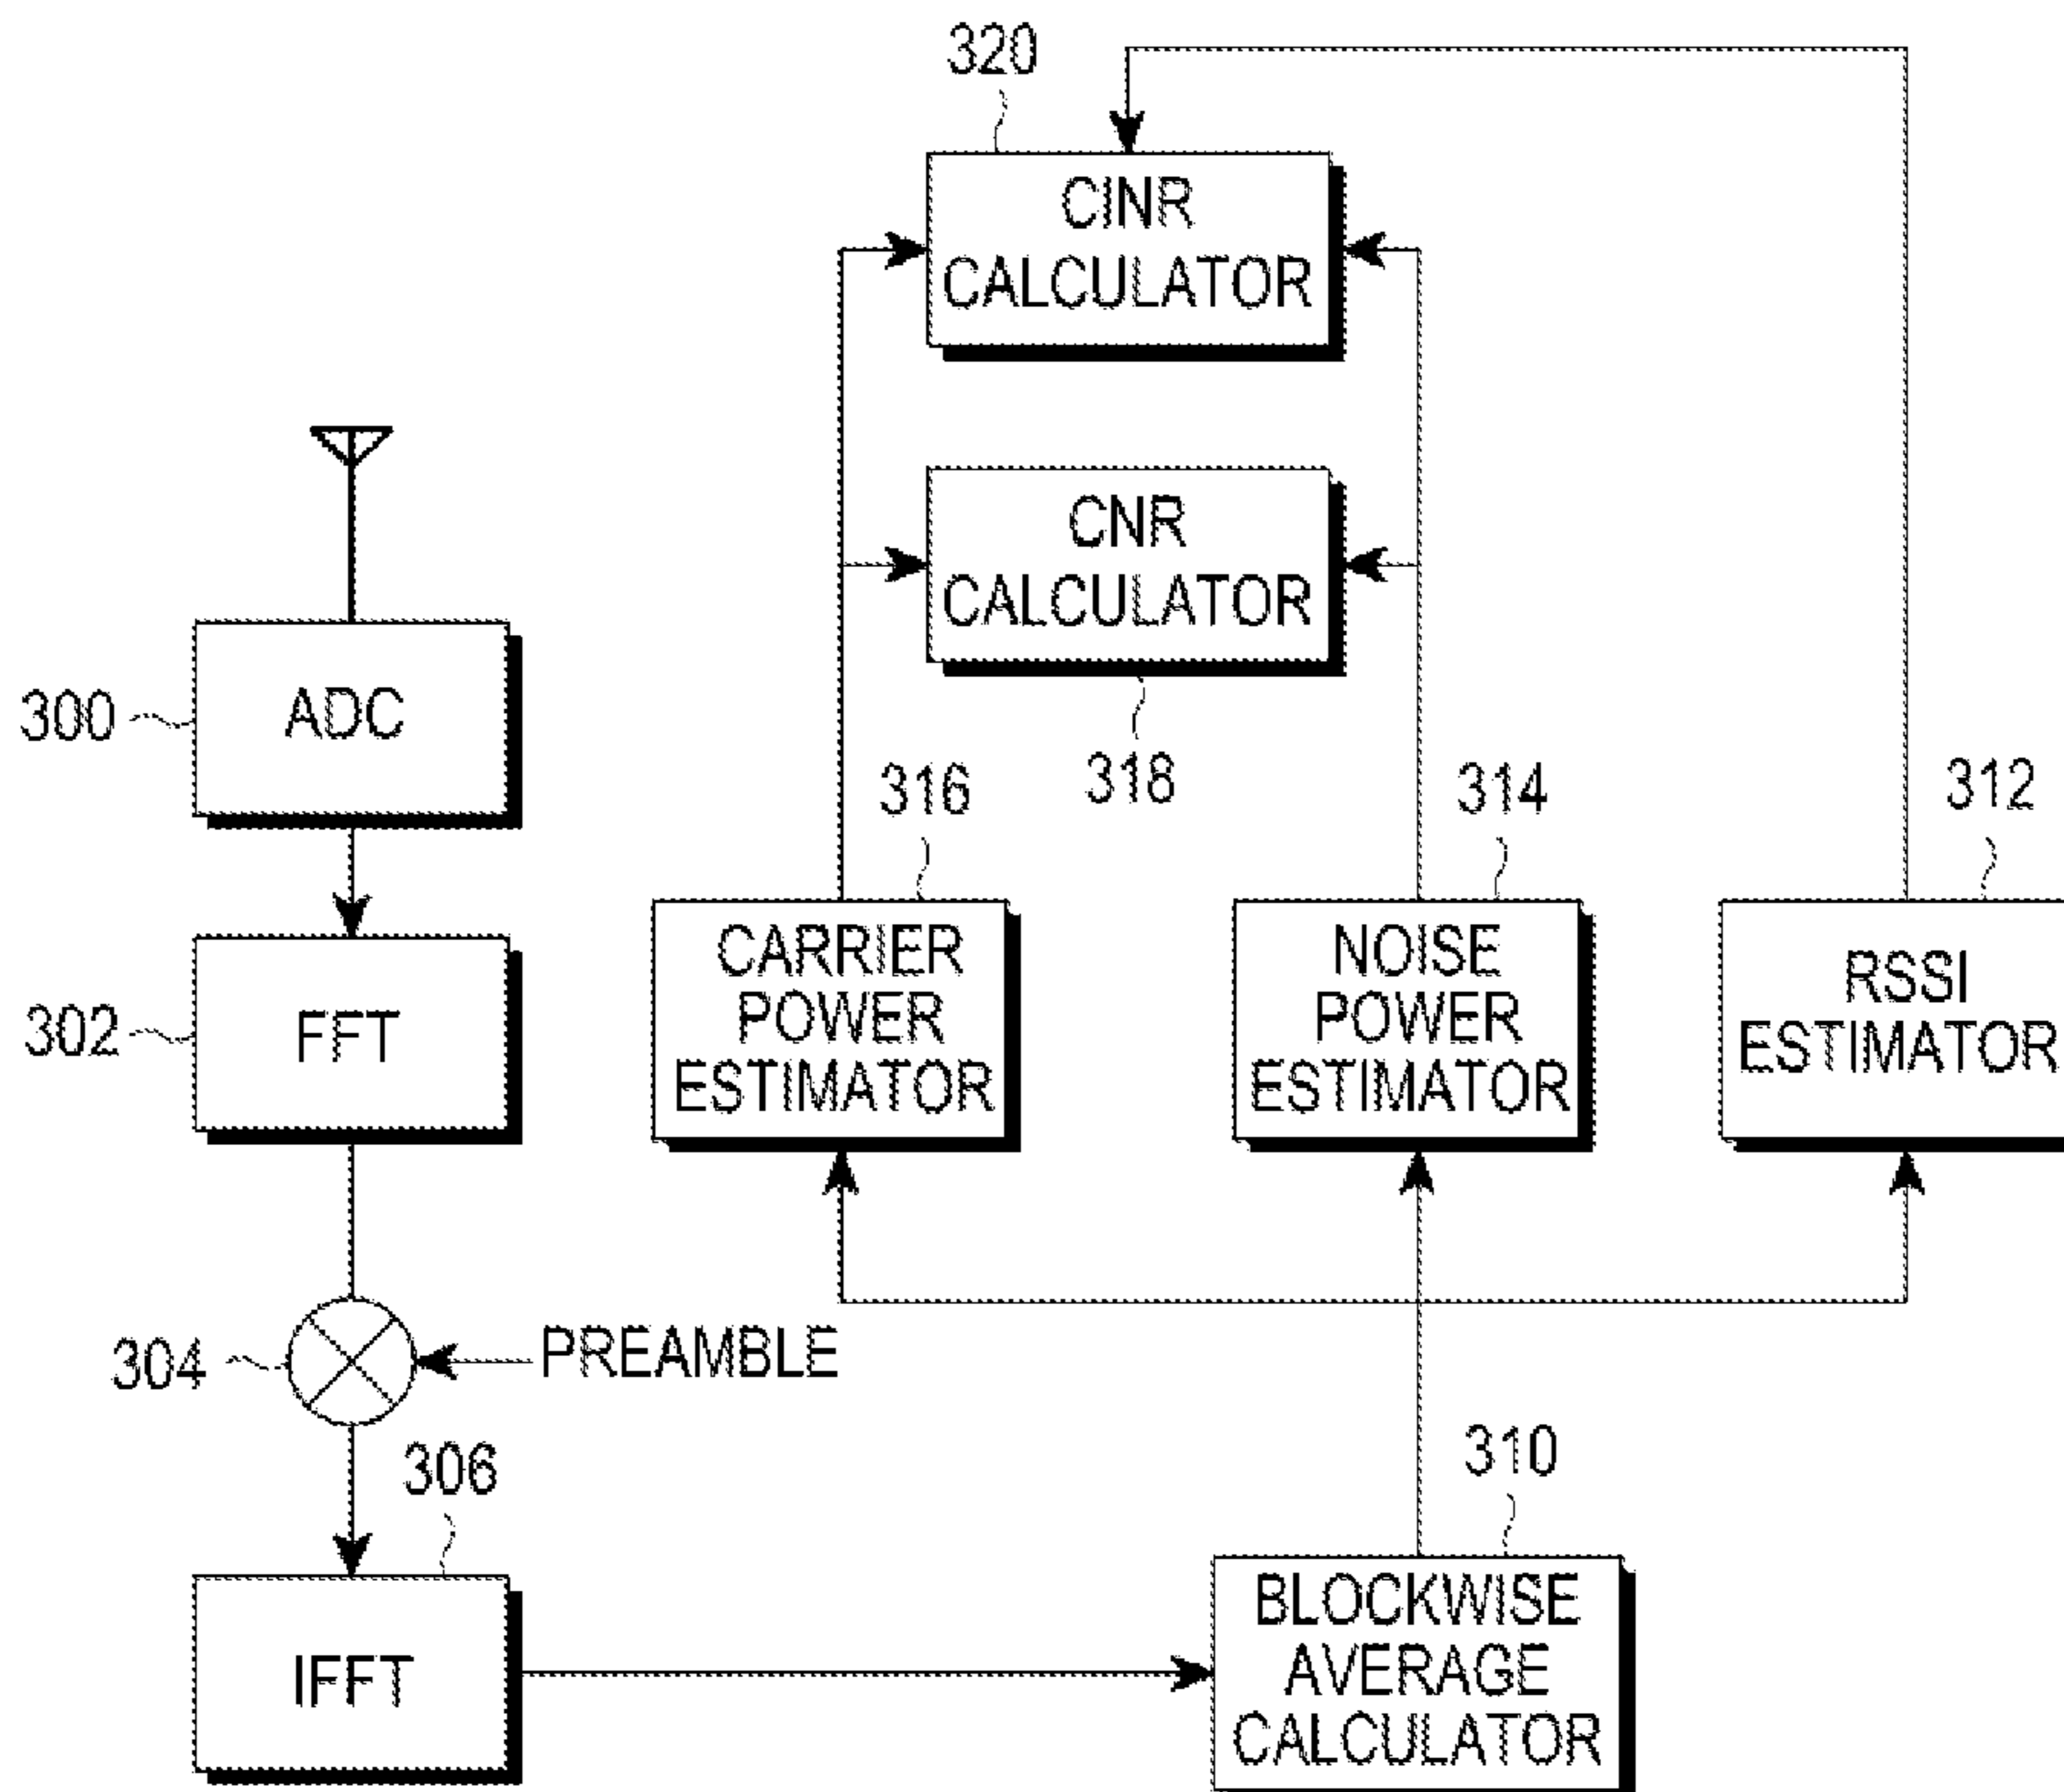 320
CINR
CALCULATOR
CNR
CALCULATOR
318
300
ADC
316
314
312
302
FFT
CARRIER
POWER
ESTIMATOR
NOISE
POWER
ESTIMATOR
RSSI
ESTIMATOR
304
PREAMBLE
306
IFFT
310
BLOCKWISE
AVERAGE
CALCULATOR